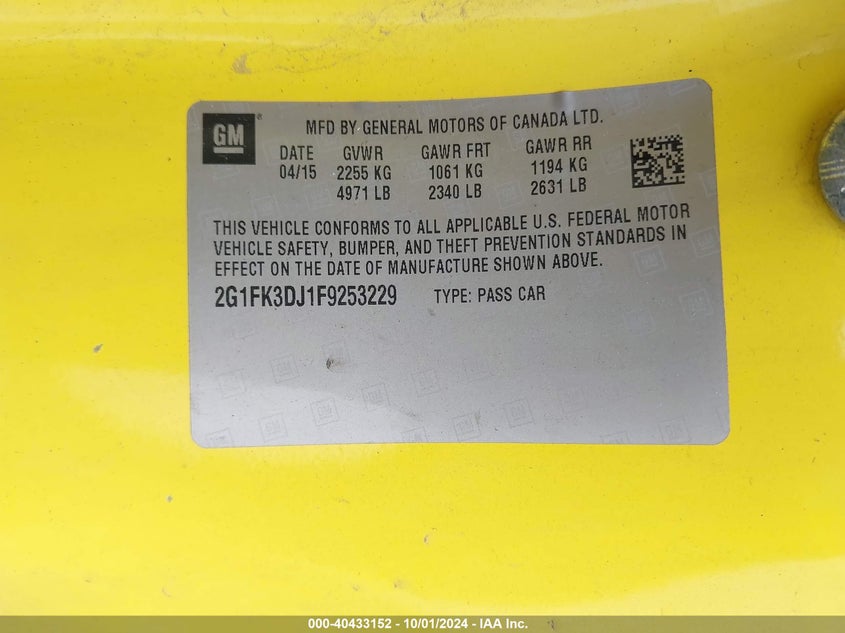 GM
MFD BY GENERAL MOTORS OF CANADA LTD.
DATE GVWR GAWR FRT GAWR RR
04/15 2255 KG 1061 KG 1194 KG
4971 LB 2340 LB 2631 LB
THIS VEHICLE CONFORMS TO ALL APPLICABLE U.S. FEDERAL MOTOR
VEHICLE SAFETY, BUMPER, AND THEFT PREVENTION STANDARDS IN
EFFECT ON THE DATE OF MANUFACTURE SHOWN ABOVE.
2G1FK3DJ1F9253229 TYPE: PASS CAR
000-40433152 - 10/01/2024 - IAA Inc.